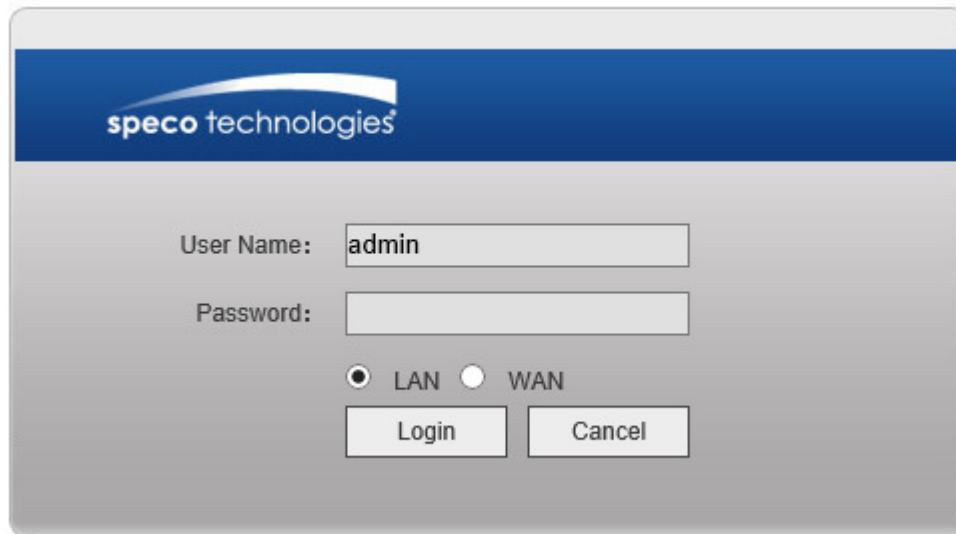 speco technologies®
User Name:
admin
Password:
LAN WAN
Login Cancel